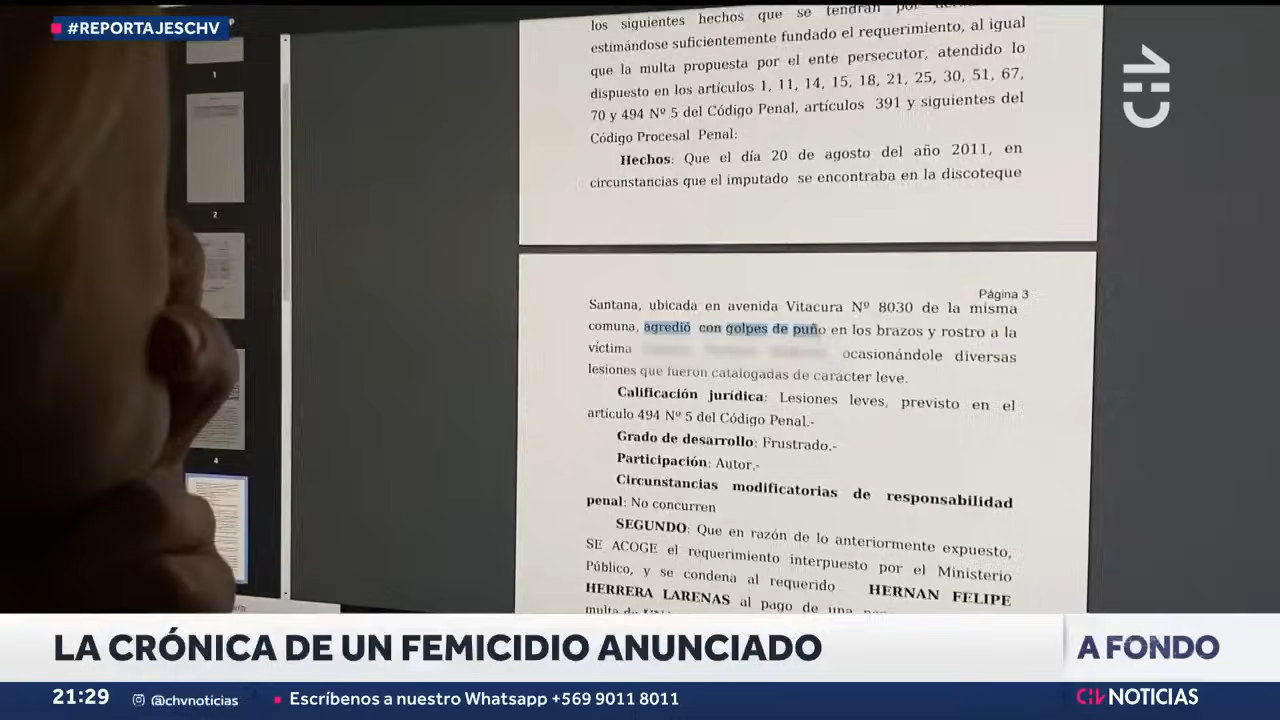 #REPORTAJESCHV
los siguientes hechos que se tendrán por
estimándose suficientemente fundado el requerimiento, al igual
que la multa propuesta por el ente persecutor, atendido lo
dispuesto en los artículos 1, 11, 14, 15, 18, 21, 25, 30, 51, 67,
70 y 494 Nº 5 del Código Penal, artículos 391 y siguientes del
Código Procesal Penal:
Hechos: Que el día 20 de agosto del año 2011, en
circunstancias que el imputado se encontraba en la discoteque
Página 3
Santana, ubicada en avenida Vitacura Nº 8030 de la misma
comuna, agredió con golpes de puño en los brazos y rostro a la
víctima ocasionándole diversas
lesiones que fueron catalogadas de carácter leve.
Calificación jurídica: Lesiones leves, previsto en el
artículo 494 Nº 5 del Código Penal.-
Grado de desarrollo: Frustrado.-
Participación: Autor.-
Circunstancias modificatorias de responsabilidad
penal: No concurren
SEGUNDO: Que en razón de lo anteriormente expuesto,
SE ACOGE el requerimiento interpuesto por el Ministerio
Público, y se condena al requerido HERNAN FELIPE
HERRERA LARENAS al pago de una
multa de
1
2
4
LA CRÓNICA DE UN FEMICIDIO ANUNCIADO
A FONDO
21:29
@chvnoticias
Escríbenos a nuestro Whatsapp +569 9011 8011
CHV NOTICIAS